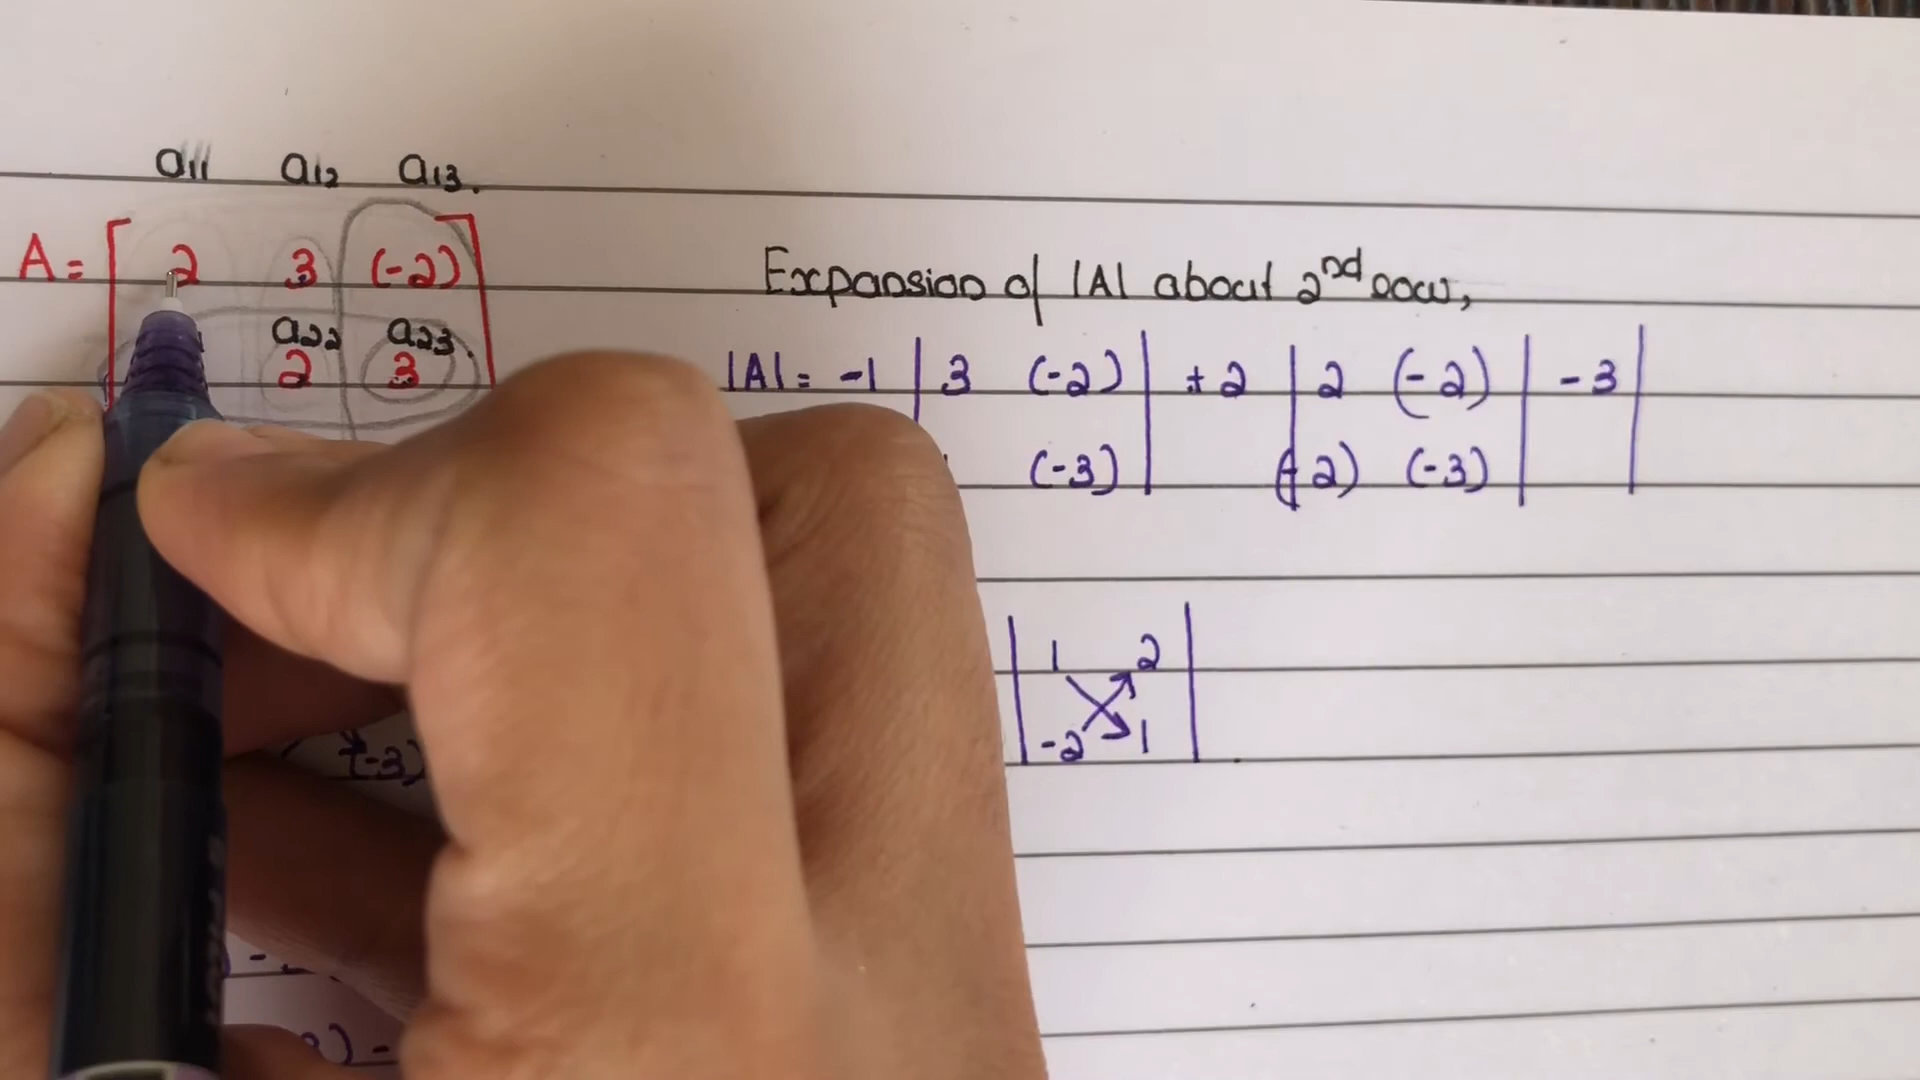 a11 a12 a13.
A = [ 2 3 (-2) ]
a22 a23.
2 3
Expansion of |A| about 2nd row,
|A| = -1 | 3 (-2) | + 2 | 2 (-2) | - 3 |
(-3) | (-2) (-3) |
| 1 2 |
| -2 1 |
(-3)